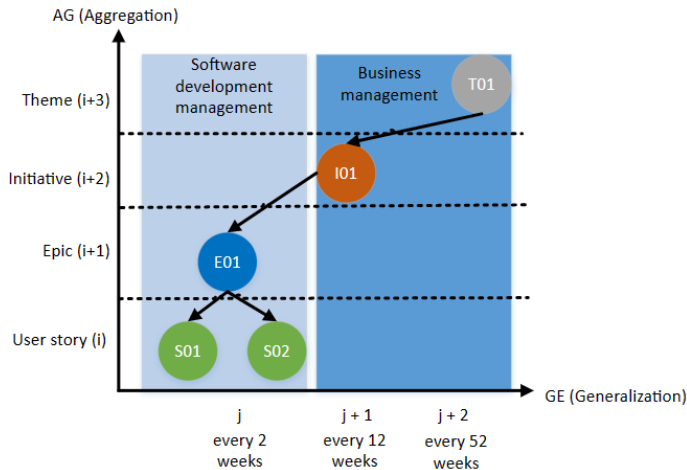 AG (Aggregation)
Software
development
management
Business
management
T01
Theme (i+3)
I01
Initiative (i+2)
Epic (i+1)
E01
User story (i)
S01
S02
GE (Generalization)
j
j + 1
j + 2
every 2
weeks
every 12
weeks
every 52
weeks